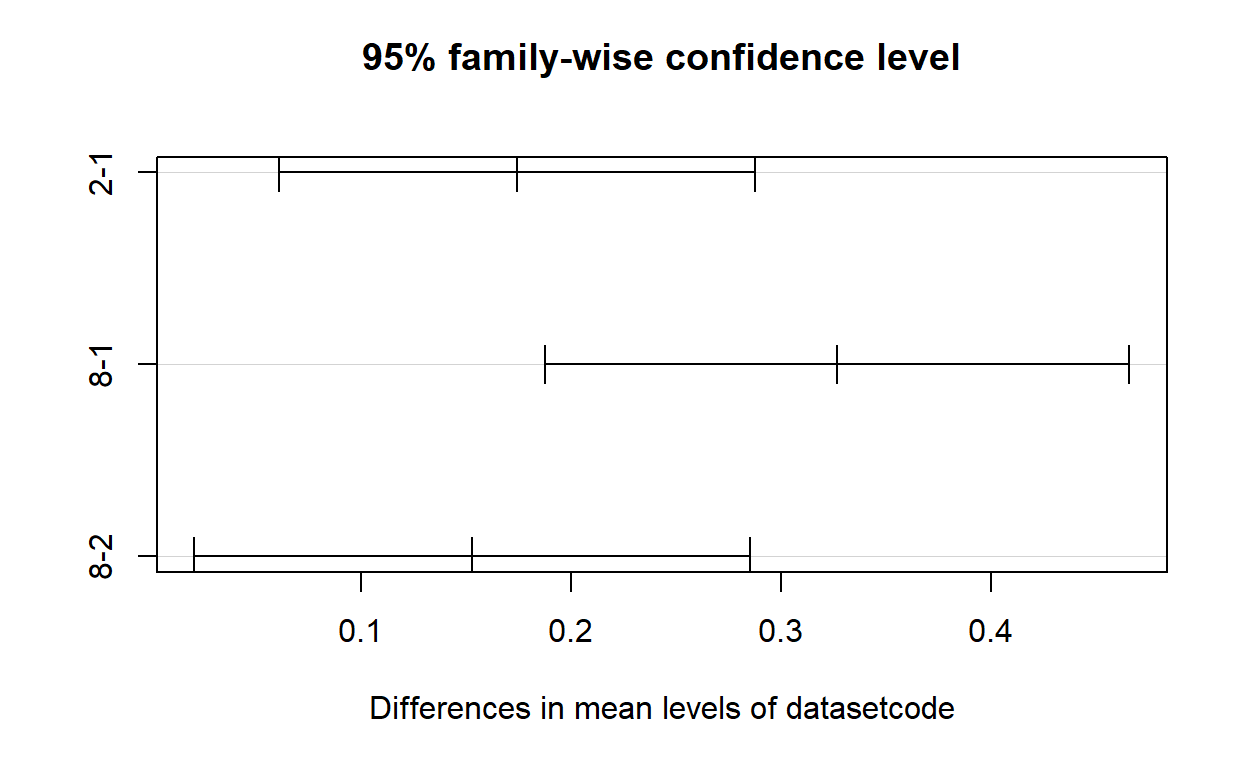 95% family-wise confidence level
2-1
8-1
8-2
0.1 0.2 0.3 0.4
Differences in mean levels of datasetcode